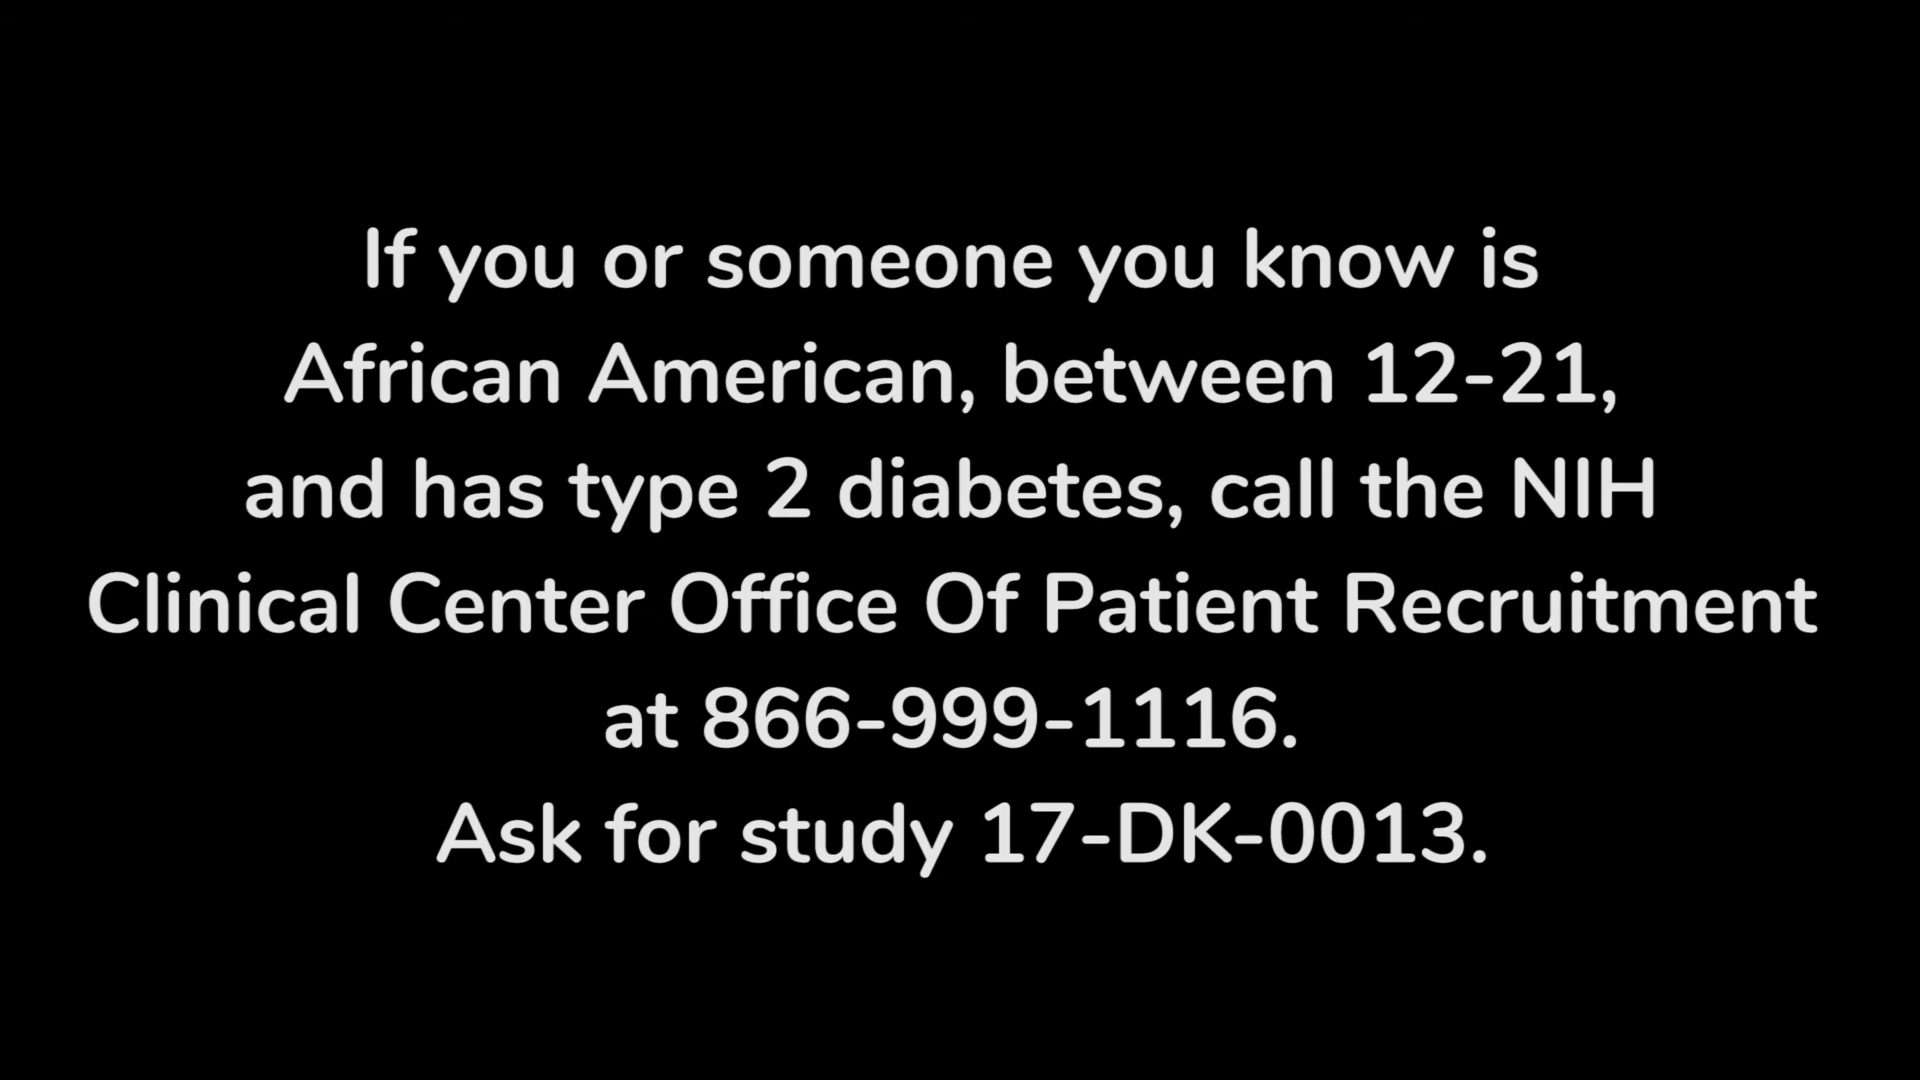 If you or someone you know is
African American, between 12-21,
and has type 2 diabetes, call the NIH
Clinical Center Office Of Patient Recruitment
at 866-999-1116.
Ask for study 17-DK-0013.